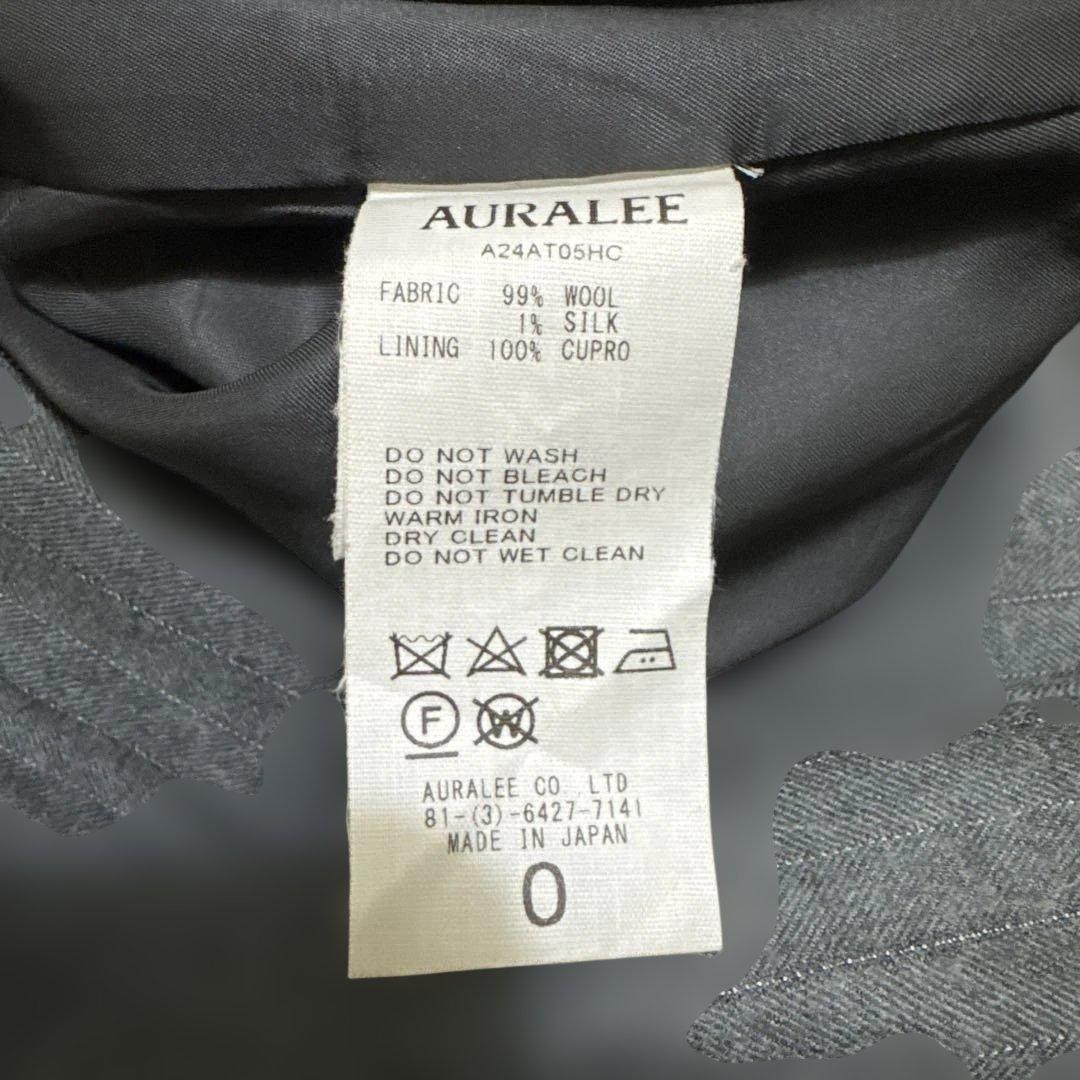 AURALEE
A24AT05HC
FABRIC 99% WOOL
1% SILK
LINING 100% CUPRO
DO NOT WASH
DO NOT BLEACH
DO NOT TUMBLE DRY
WARM IRON
DRY CLEAN
DO NOT WET CLEAN
F W
AURALEE CO.LTD
81-(3)-6427-7141
MADE IN JAPAN
0